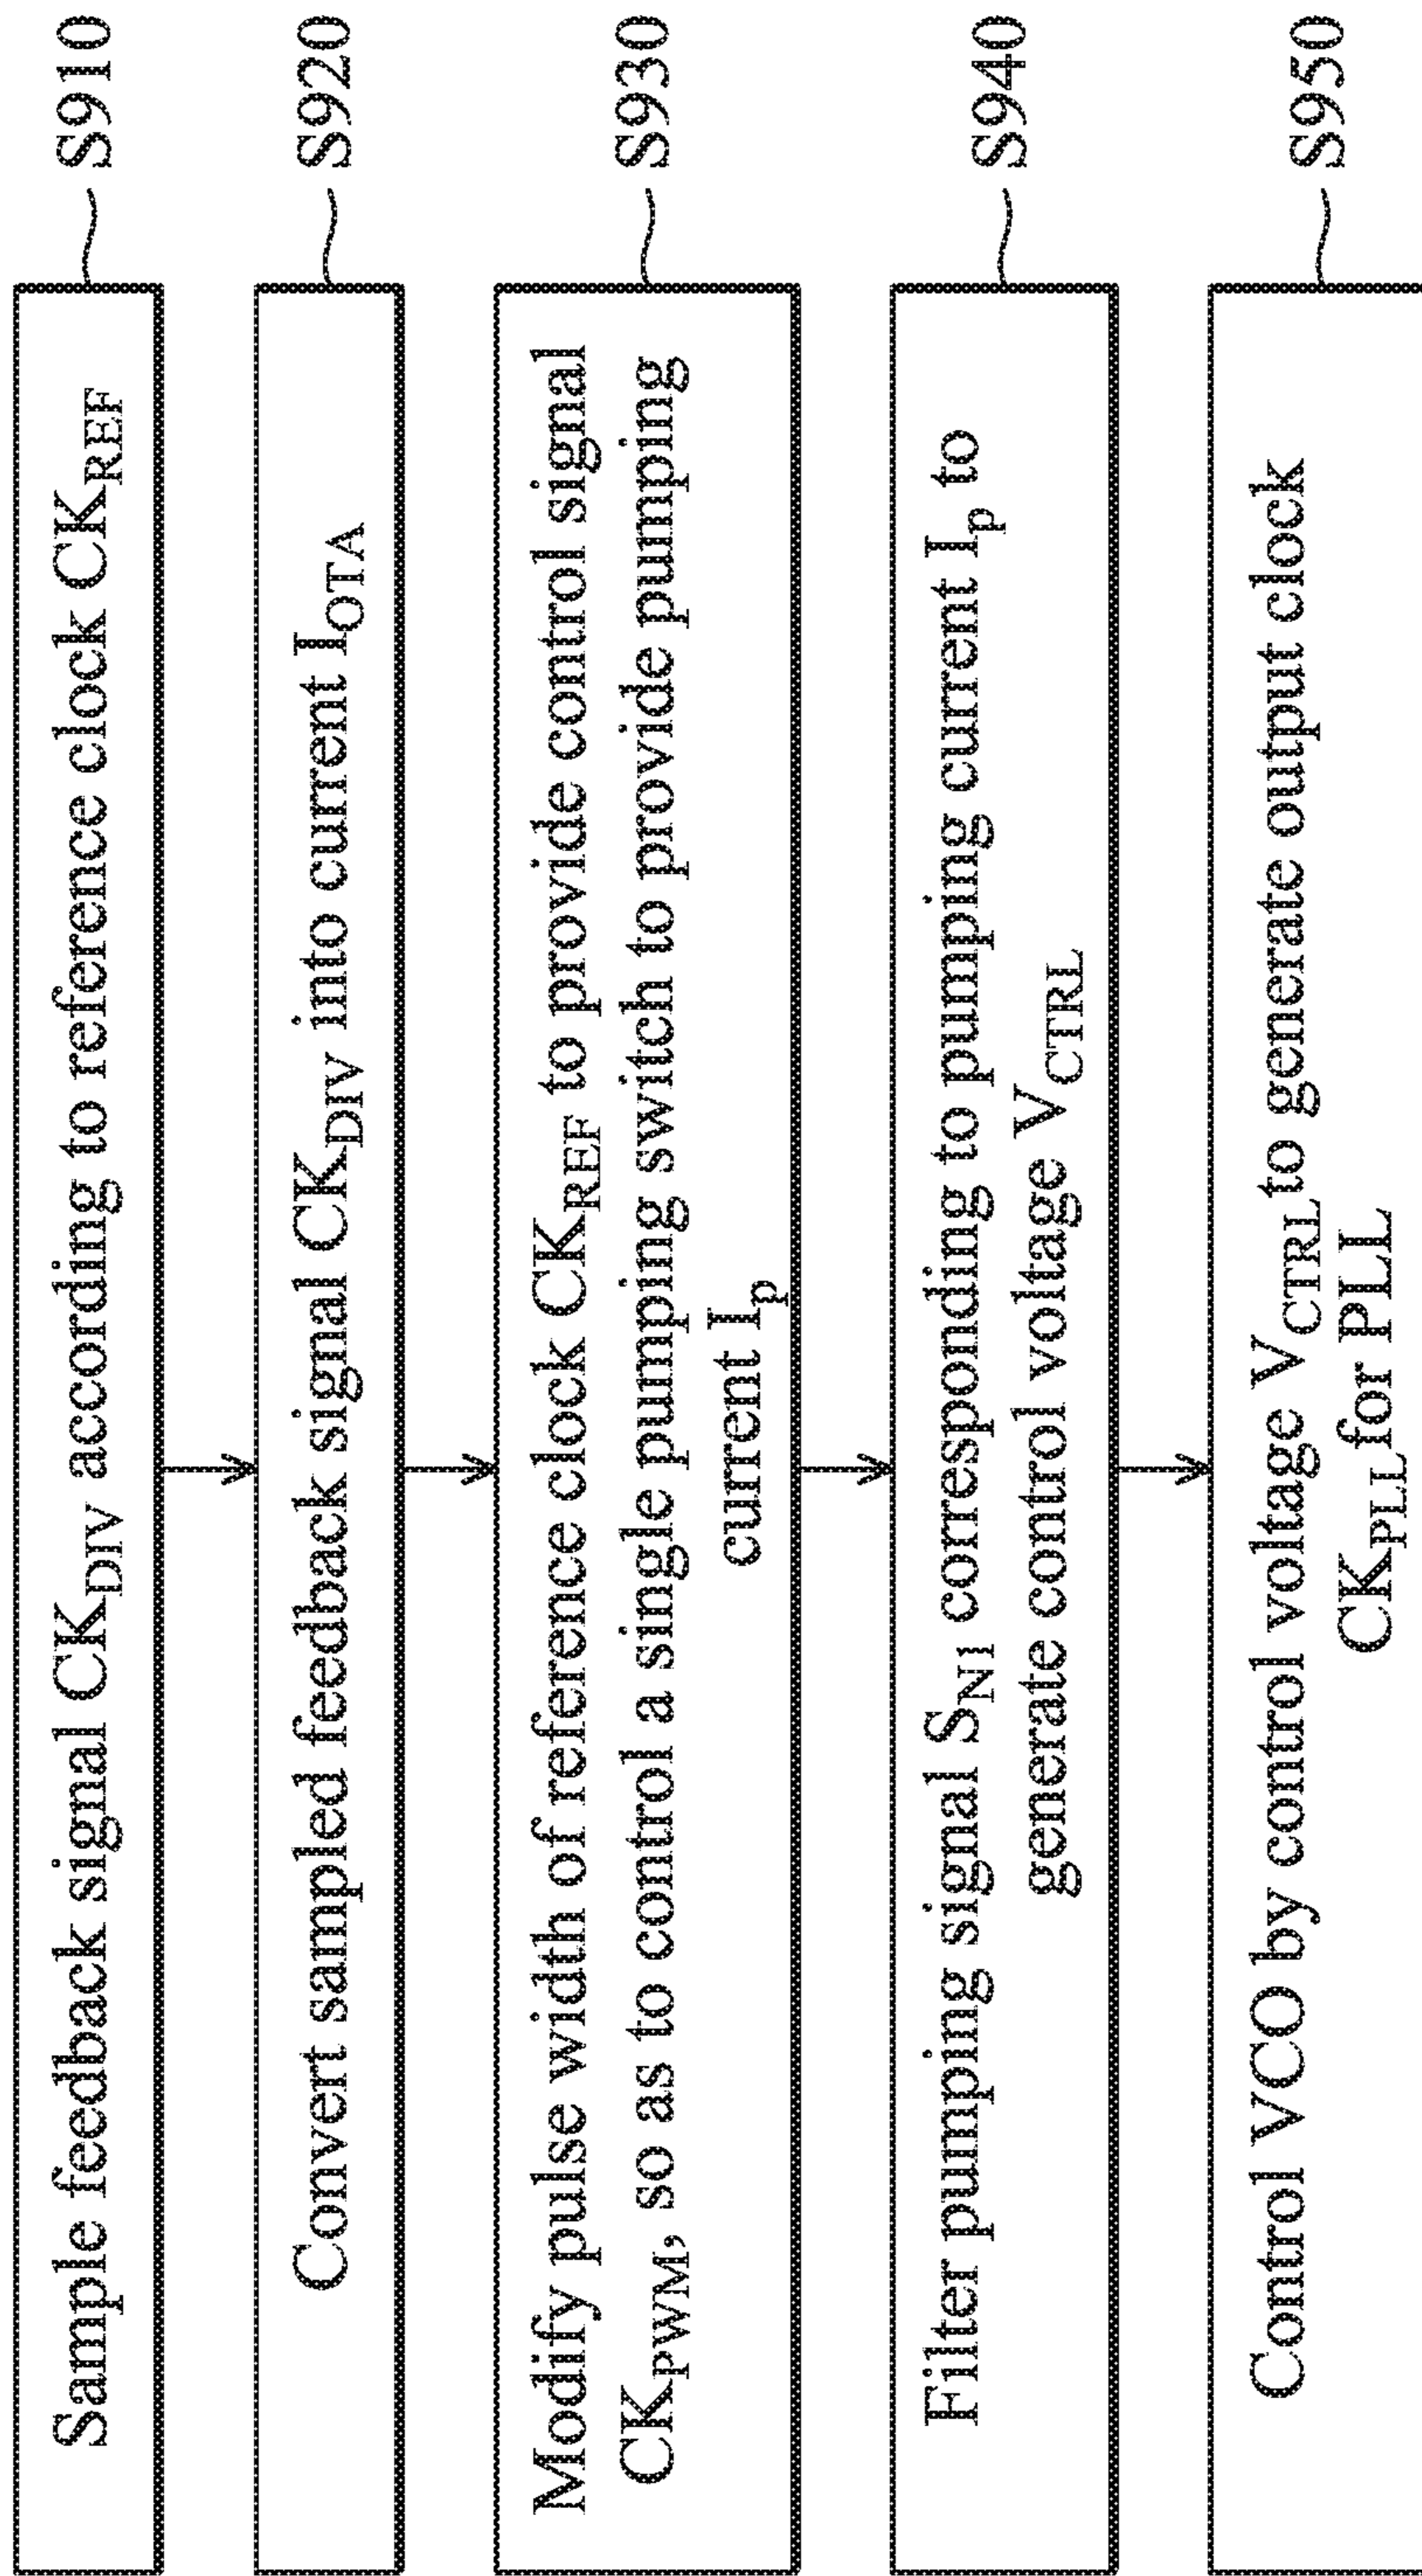 Sample feedback signal CK_DIV according to reference clock CK_REF
S910
Convert sampled feedback signal CK_DIV into current I_OTA
S920
Modify pulse width of reference clock CK_REF to provide control signal
CK_PWM, so as to control a single pumping switch to provide pumping
current I_p
S930
Filter pumping signal S_N1 corresponding to pumping current I_p to
generate control voltage V_CTRL
S940
Control VCO by control voltage V_CTRL to generate output clock
CK_PLL for PLL
S950